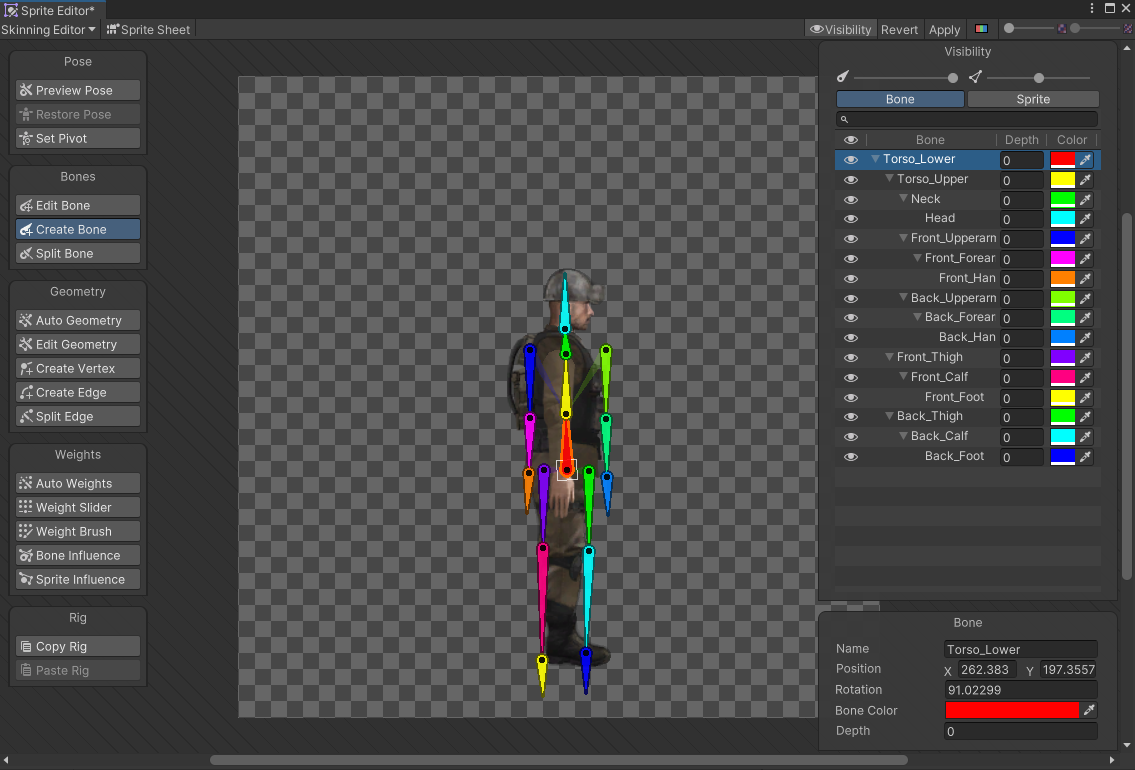 Sprite Editor*
Skinning Editor Sprite Sheet Visibility Revert Apply
Pose
Preview Pose
Restore Pose
Set Pivot
Bones
Edit Bone
Create Bone
Split Bone
Geometry
Auto Geometry
Edit Geometry
Create Vertex
Create Edge
Split Edge
Weights
Auto Weights
Weight Slider
Weight Brush
Bone Influence
Sprite Influence
Rig
Copy Rig
Paste Rig
Visibility
Bone Sprite
Bone Depth Color
Torso_Lower 0
Torso_Upper 0
Neck 0
Head 0
Front_Upperarn 0
Front_Forear 0
Front_Han 0
Back_Upperarn 0
Back_Forear 0
Back_Han 0
Front_Thigh 0
Front_Calf 0
Front_Foot 0
Back_Thigh 0
Back_Calf 0
Back_Foot 0
Bone
Name Torso_Lower
Position X 262.383 Y 197.3557
Rotation 91.02299
Bone Color
Depth 0